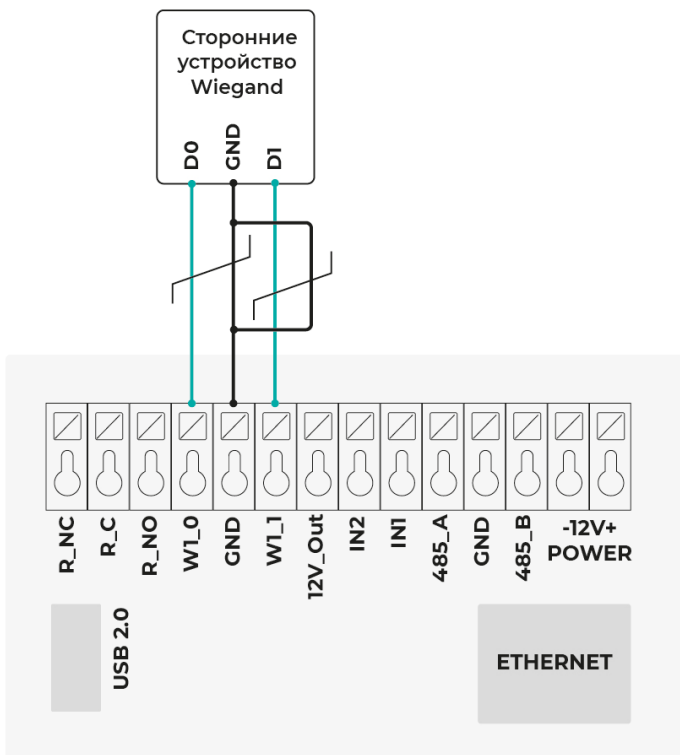 Сторонние
устройство
Wiegand
D0
GND
D1
R_NC
R_C
R_NO
W1_0
GND
W1_1
12V_Out
IN2
IN1
485_A
GND
485_B
-12V+
POWER
USB 2.0
ETHERNET